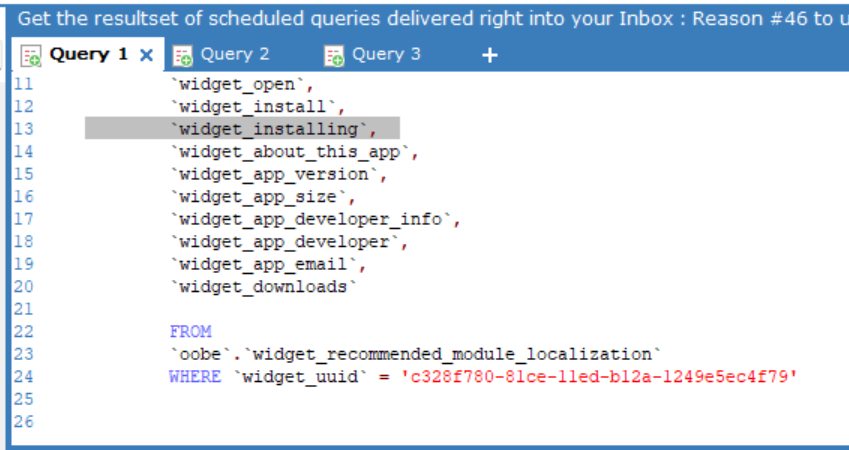 Get the resultset of scheduled queries delivered right into your Inbox : Reason #46 to u
Query 1 Query 2 Query 3
11 `widget_open`,
12 `widget_install`,
13 `widget_installing`,
14 `widget_about_this_app`,
15 `widget_app_version`,
16 `widget_app_size`,
17 `widget_app_developer_info`,
18 `widget_app_developer`,
19 `widget_app_email`,
20 `widget_downloads`
21
22 FROM
23 `oobe`.`widget_recommended_module_localization`
24 WHERE `widget_uuid` = 'c328f780-81ce-11ed-b12a-1249e5ec4f79'
25
26